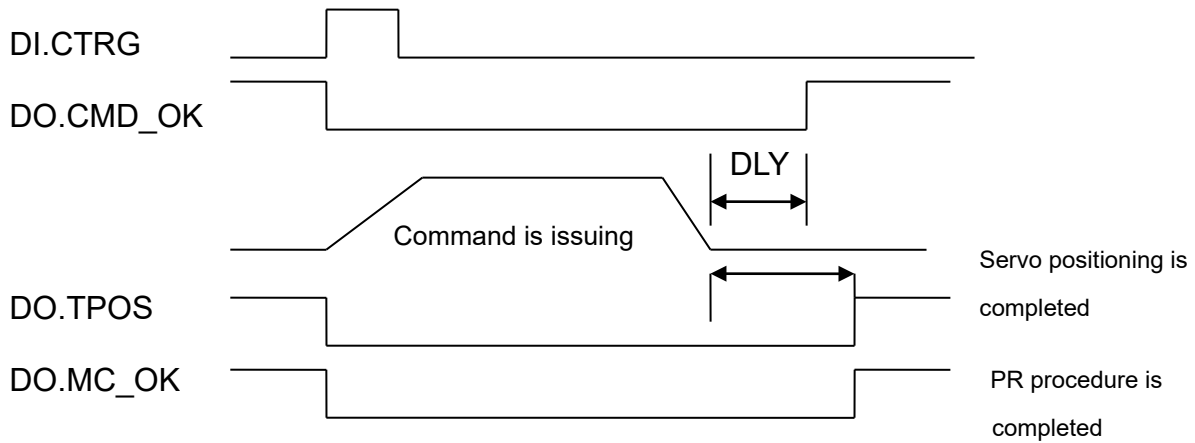 DI.CTRG
DO.CMD_OK
DLY
Command is issuing
Servo positioning is
completed
DO.TPOS
DO.MC_OK
PR procedure is
completed